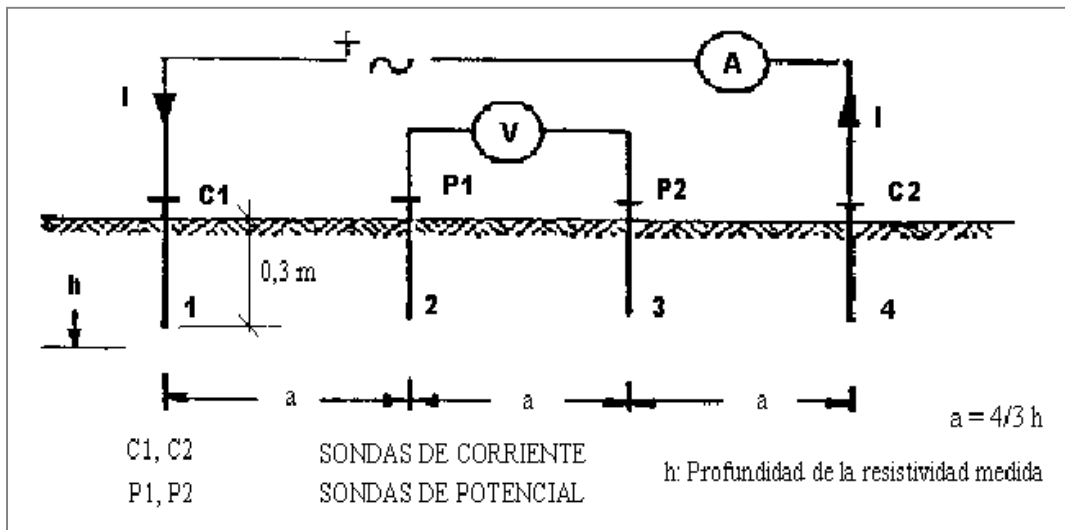 A
I
I
V
C1
P1
P2
C2
0,3 m
h
1
2
3
4
a
a
a
a = 4/3 h
C1, C2 SONDAS DE CORRIENTE
h: Profundidad de la resistividad medida
P1, P2 SONDAS DE POTENCIAL